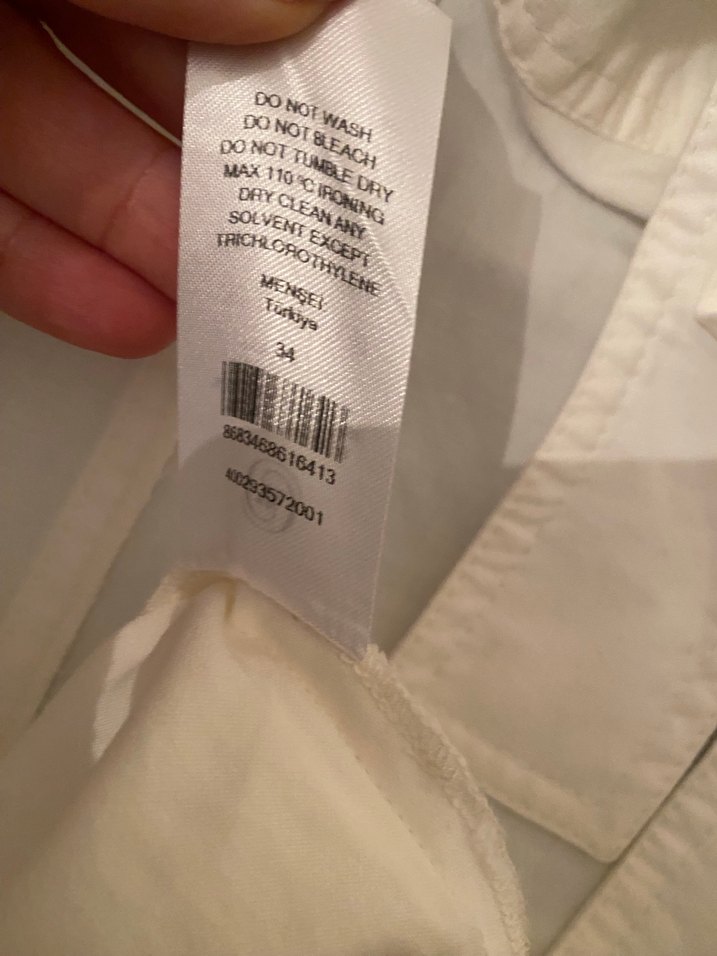 DO NOT WASH
DO NOT BLEACH
DO NOT TUMBLE DRY
MAX 110 °C IRONING
DRY CLEAN ANY
SOLVENT EXCEPT
TRICHLOROTHYLENE
MENŞEİ
Türkiye
34
8683468616413
400293572001